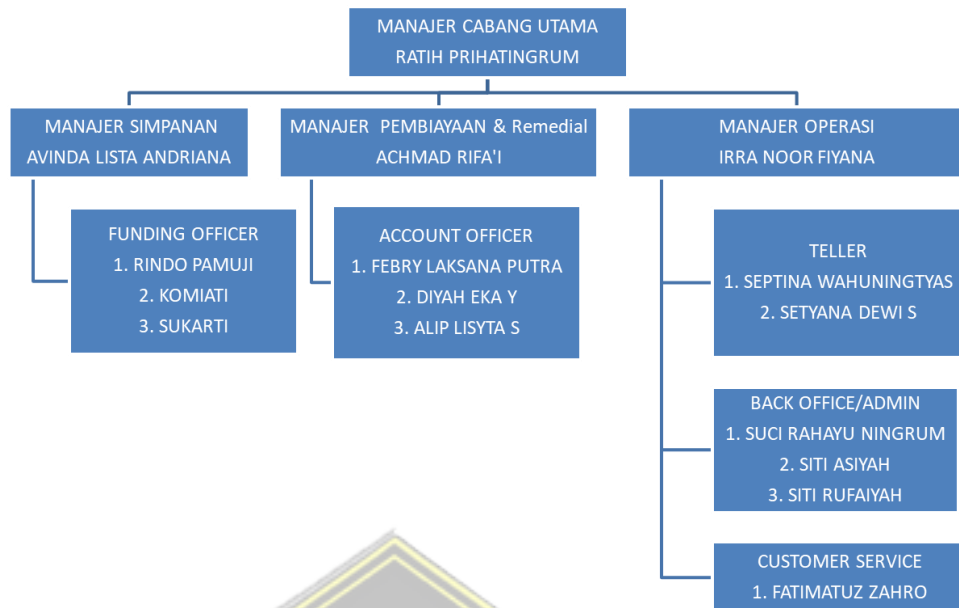 MANAJER CABANG UTAMA
RATIH PRIHATINGRUM
MANAJER SIMPANAN
AVINDA LISTA ANDRIANA
MANAJER PEMBIAYAAN & Remedial
ACHMAD RIFA'I
MANAJER OPERASI
IRRA NOOR FIYANA
FUNDING OFFICER
1. RINDO PAMUJI
2. KOMIATI
3. SUKARTI
ACCOUNT OFFICER
1. FEBRY LAKSANA PUTRA
2. DIYAH EKA Y
3. ALIP LISYTA S
TELLER
1. SEPTINA WAHUNINGTYAS
2. SETYANA DEWI S
BACK OFFICE/ADMIN
1. SUCI RAHAYU NINGRUM
2. SITI ASIYAH
3. SITI RUFAIYAH
CUSTOMER SERVICE
1. FATIMATUZ ZAHRO